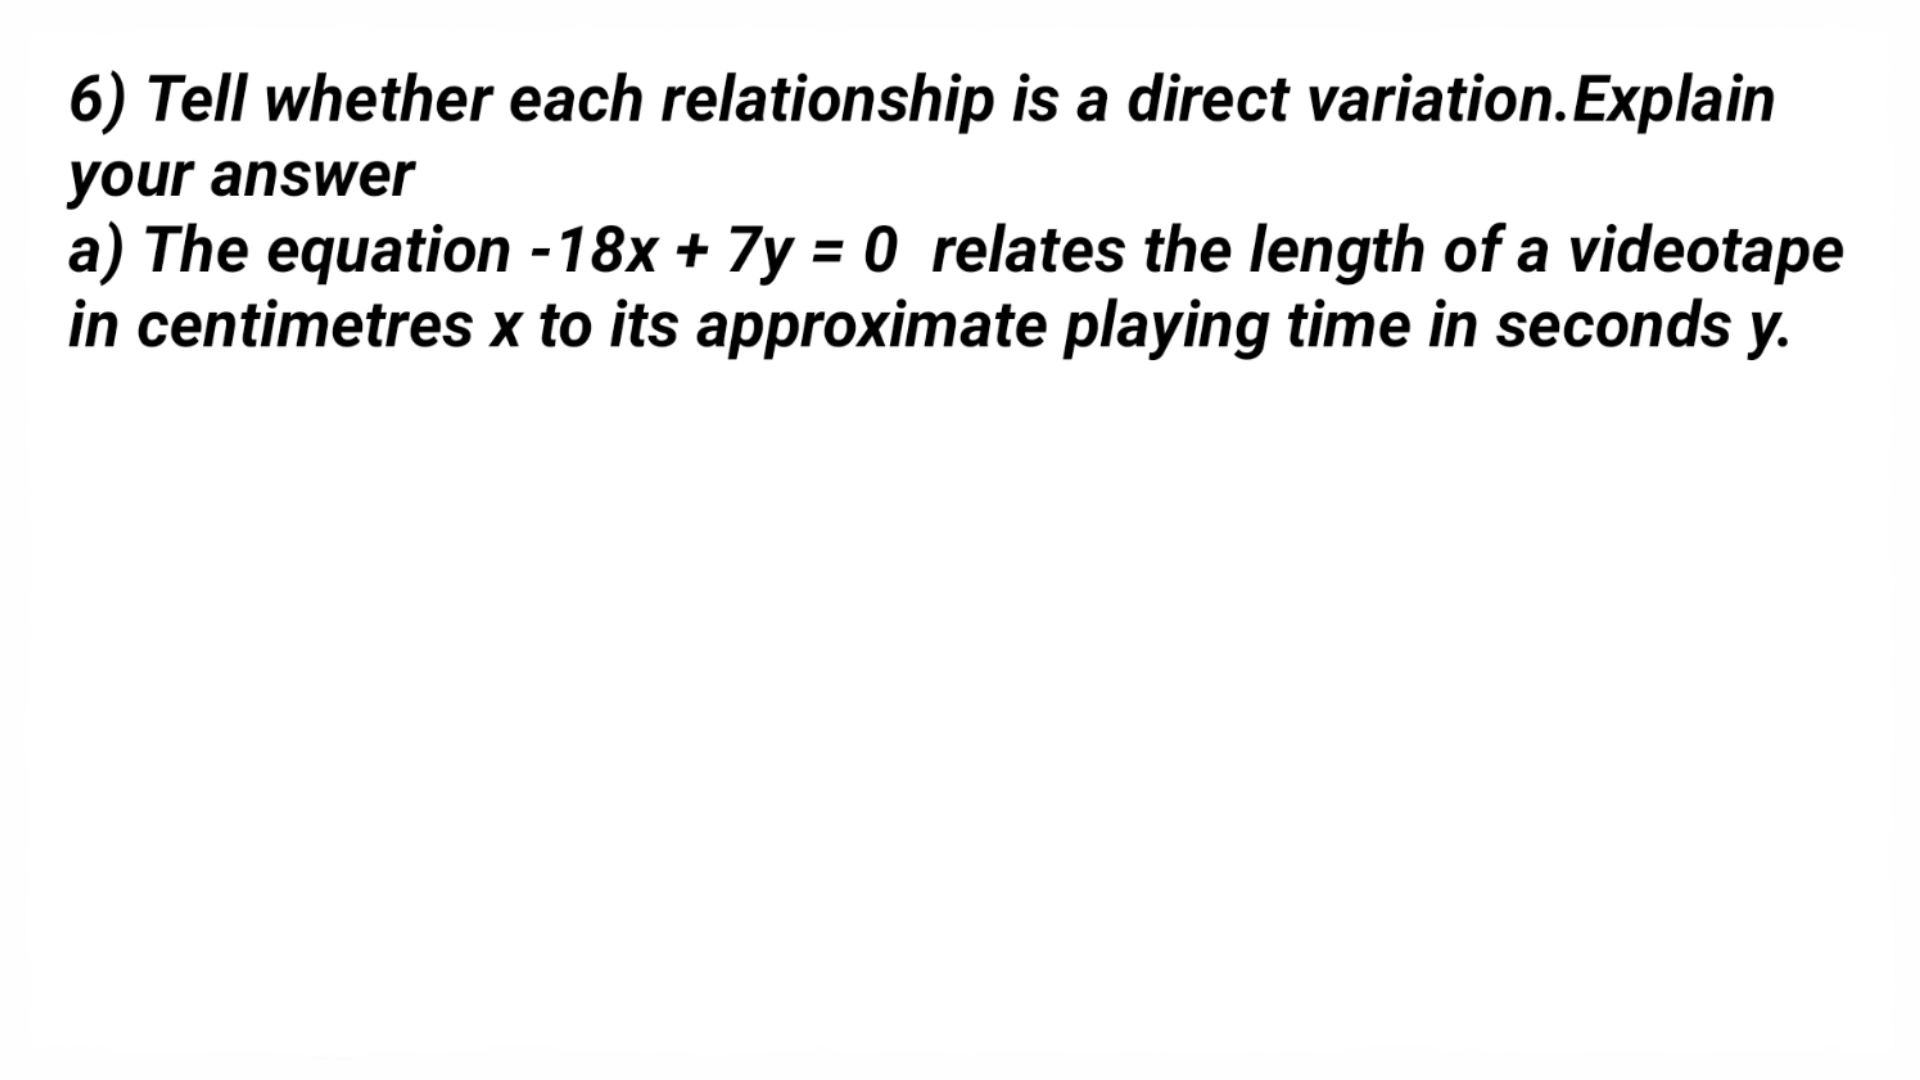 6) Tell whether each relationship is a direct variation.Explain
your answer
a) The equation -18x + 7y = 0 relates the length of a videotape
in centimetres x to its approximate playing time in seconds y.